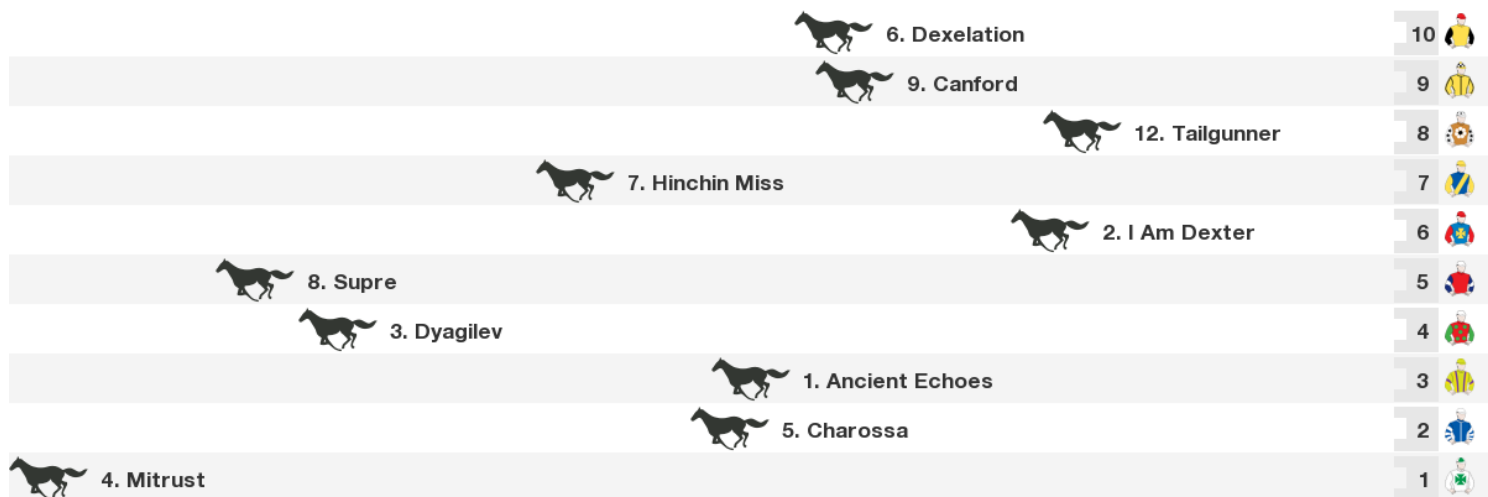 6. Dexelation 10
9. Canford 9
12. Tailgunner 8
7. Hinchin Miss 7
2. I Am Dexter 6
8. Supre 5
3. Dyagilev 4
1. Ancient Echoes 3
5. Charossa 2
4. Mitrust 1